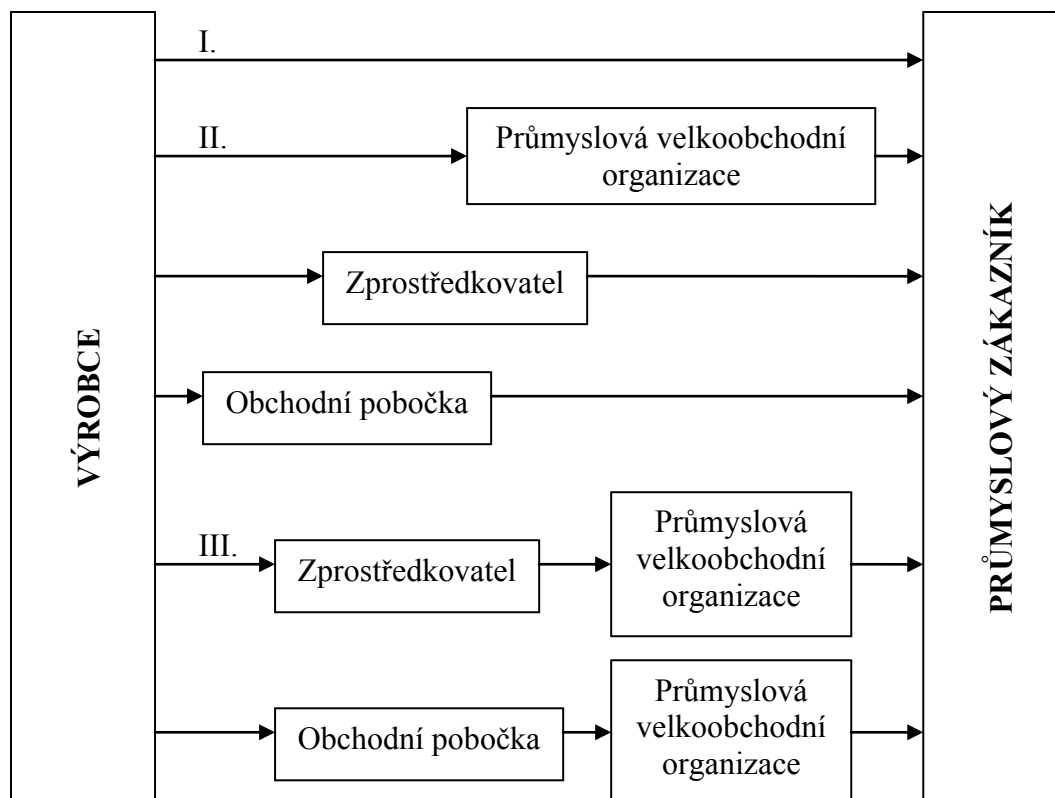 VÝROBCE
I.
II.
Průmyslová velkoobchodní
organizace
Zprostředkovatel
Obchodní pobočka
III.
Zprostředkovatel
Průmyslová
velkoobchodní
organizace
Obchodní pobočka
Průmyslová
velkoobchodní
organizace
PRŮMYSLOVÝ ZÁKAZNÍK